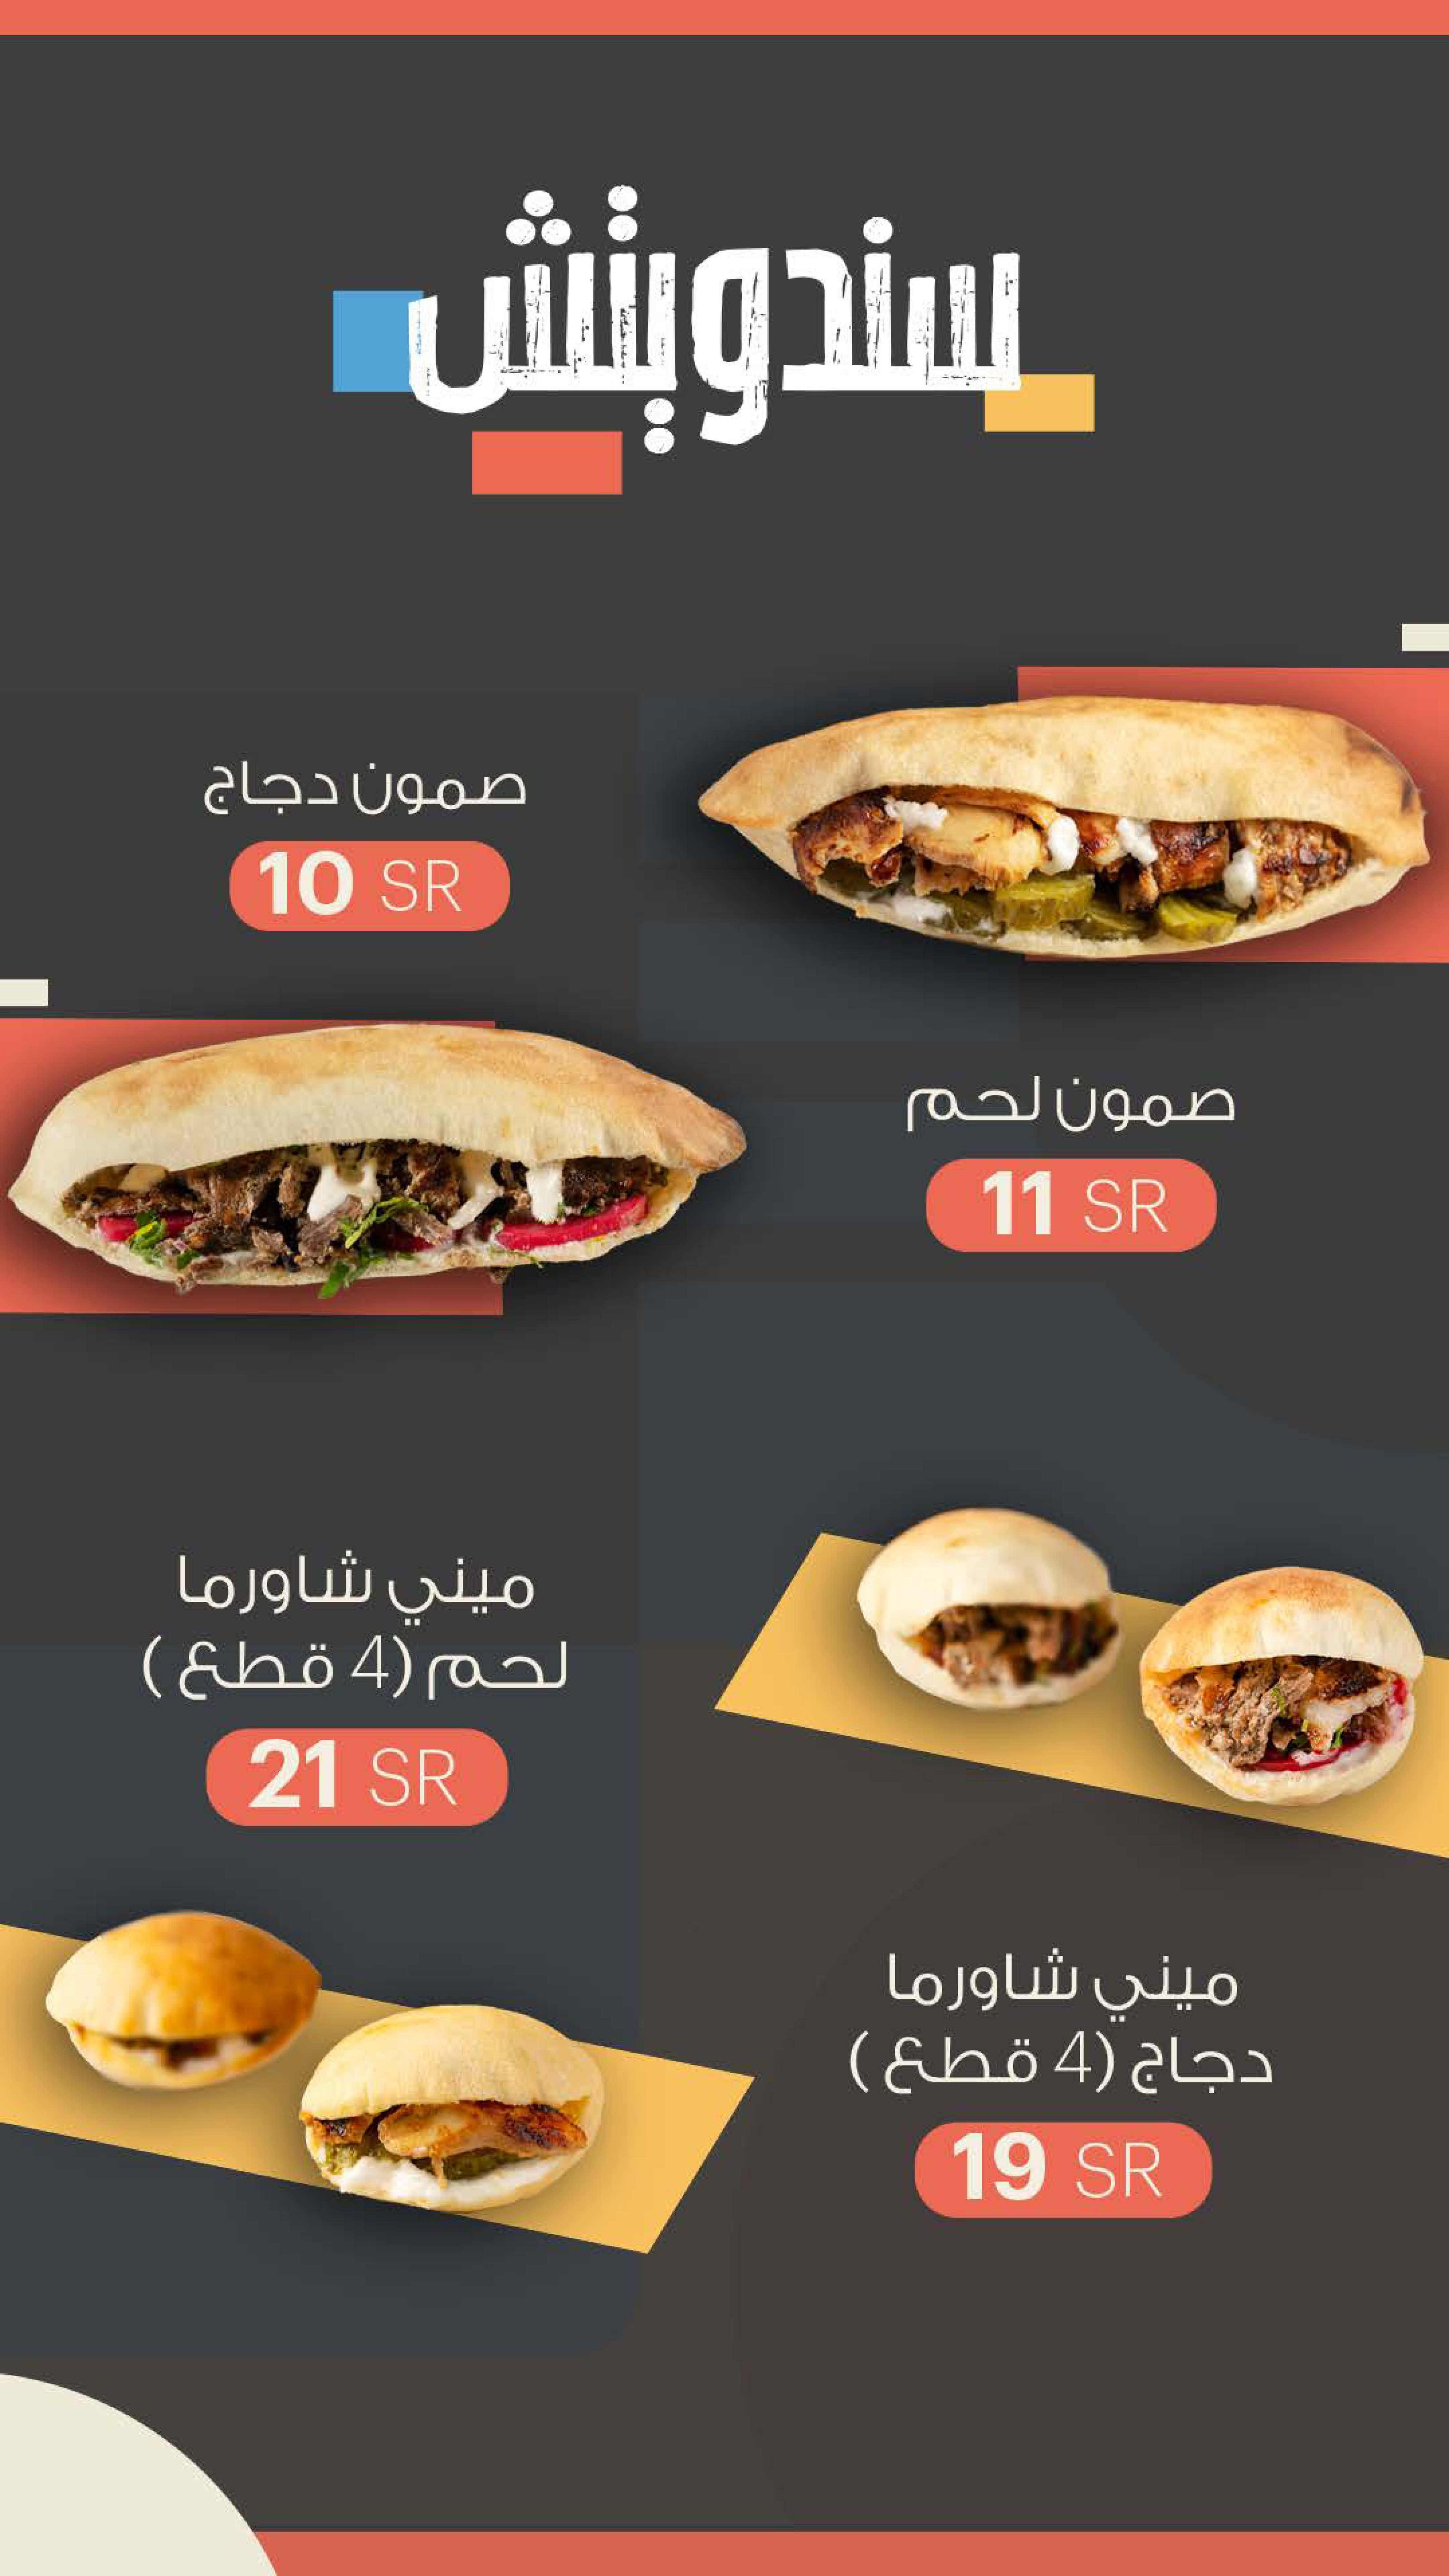 سندويتش
صمون دجاج
10 SR
صمون لحم
11 SR
ميني شاورما
لحم (4 قطع )
21 SR
ميني شاورما
دجاج (4 قطع )
19 SR